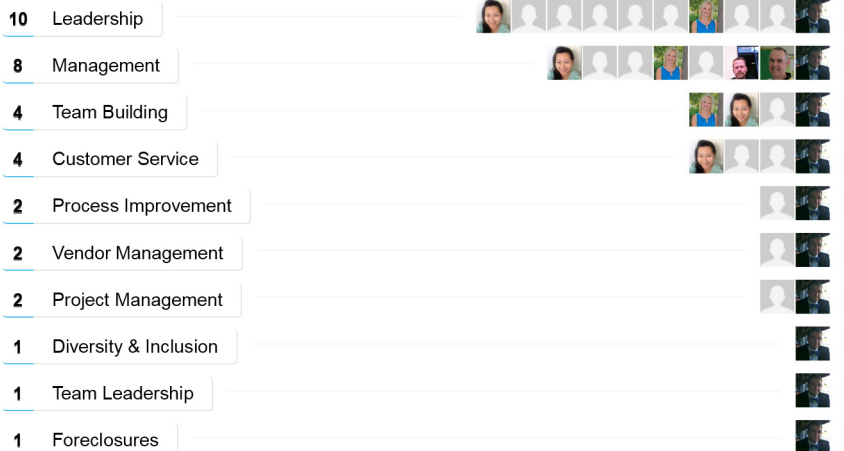 10 Leadership
8 Management
4 Team Building
4 Customer Service
2 Process Improvement
2 Vendor Management
2 Project Management
1 Diversity & Inclusion
1 Team Leadership
1 Foreclosures